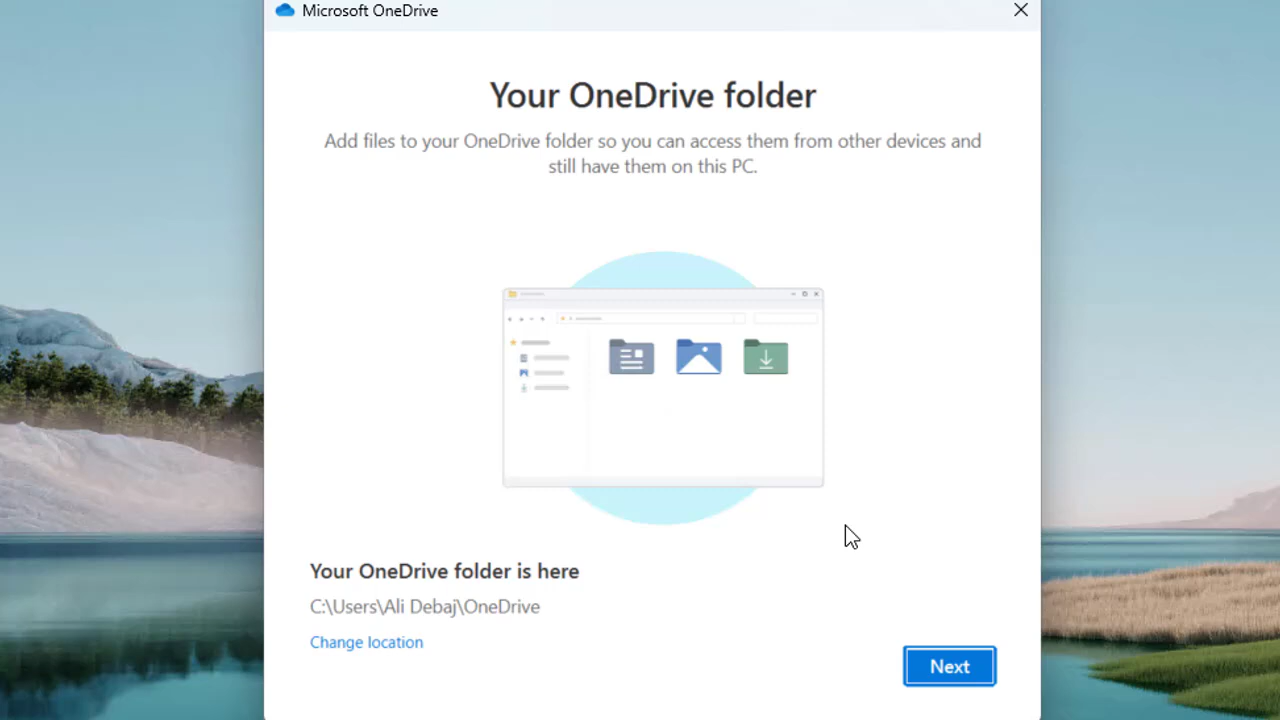 Microsoft OneDrive
Your OneDrive folder
Add files to your OneDrive folder so you can access them from other devices and
still have them on this PC.
Your OneDrive folder is here
C:\Users\Ali Debaj\OneDrive
Change location
Next